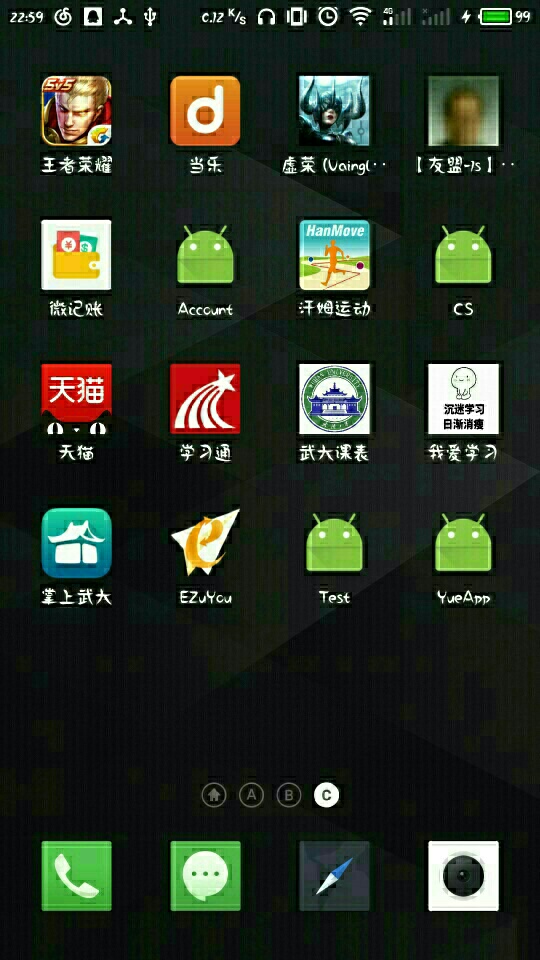 22:59 0.12 K/s 4G 99
5V5
HanMove
王者荣耀 当乐 虚荣 (Vaingl·· 【友盟-1s】··
微记账 Account 汗姆运动 CS
天猫
沉迷学习
日渐消瘦
天猫 学习通 武大课表 我爱学习
掌上武大 EZuYou Test YueApp
A B C